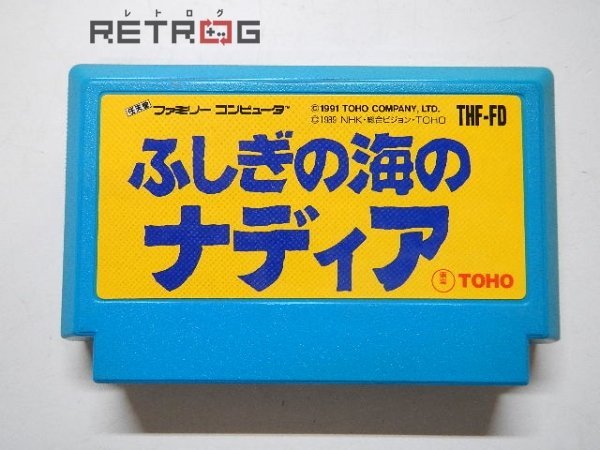 レトログ
RETROG
ファミリーコンピュータ™
©1991 TOHO COMPANY, LTD.
©1989 NHK・総合ビジョン・TOHO
THF-FD
ふしぎの海の
ナディア
TOHO